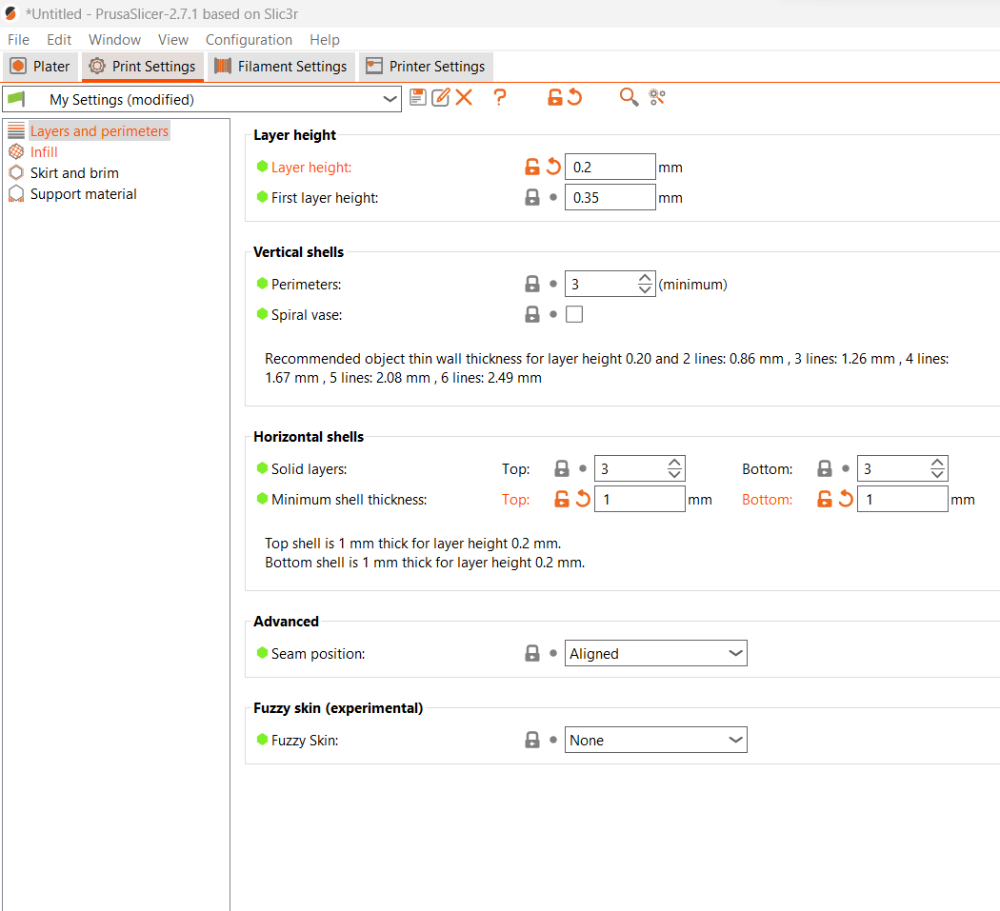 *Untitled - PrusaSlicer-2.7.1 based on Slic3r
File Edit Window View Configuration Help
Plater Print Settings Filament Settings Printer Settings
My Settings (modified) ?
Layers and perimeters
Infill
Skirt and brim
Support material
Layer height
Layer height: 0.2 mm
First layer height: 0.35 mm
Vertical shells
Perimeters: 3 (minimum)
Spiral vase:
Recommended object thin wall thickness for layer height 0.20 and 2 lines: 0.86 mm , 3 lines: 1.26 mm , 4 lines:
1.67 mm , 5 lines: 2.08 mm , 6 lines: 2.49 mm
Horizontal shells
Solid layers: Top: 3 Bottom: 3
Minimum shell thickness: Top: 1 mm Bottom: 1 mm
Top shell is 1 mm thick for layer height 0.2 mm.
Bottom shell is 1 mm thick for layer height 0.2 mm.
Advanced
Seam position: Aligned
Fuzzy skin (experimental)
Fuzzy Skin: None